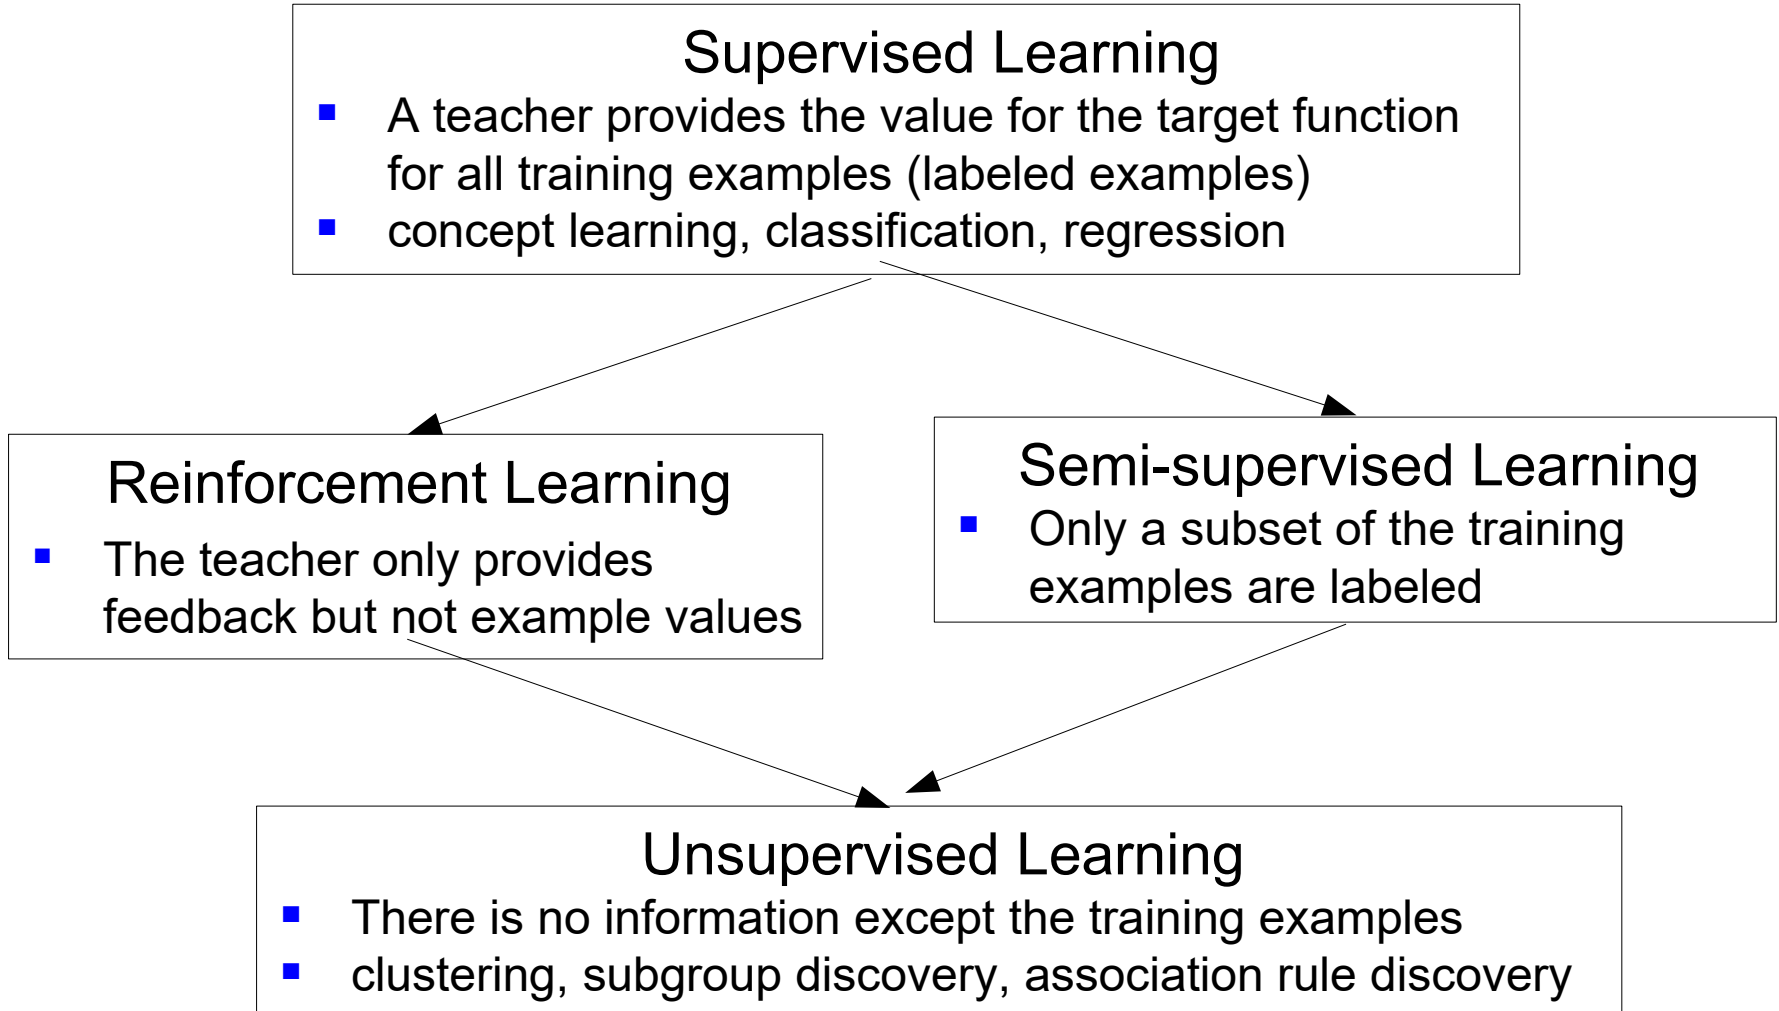 Supervised Learning
▪ A teacher provides the value for the target function
for all training examples (labeled examples)
▪ concept learning, classification, regression
Reinforcement Learning
▪ The teacher only provides
feedback but not example values
Semi-supervised Learning
▪ Only a subset of the training
examples are labeled
Unsupervised Learning
▪ There is no information except the training examples
▪ clustering, subgroup discovery, association rule discovery